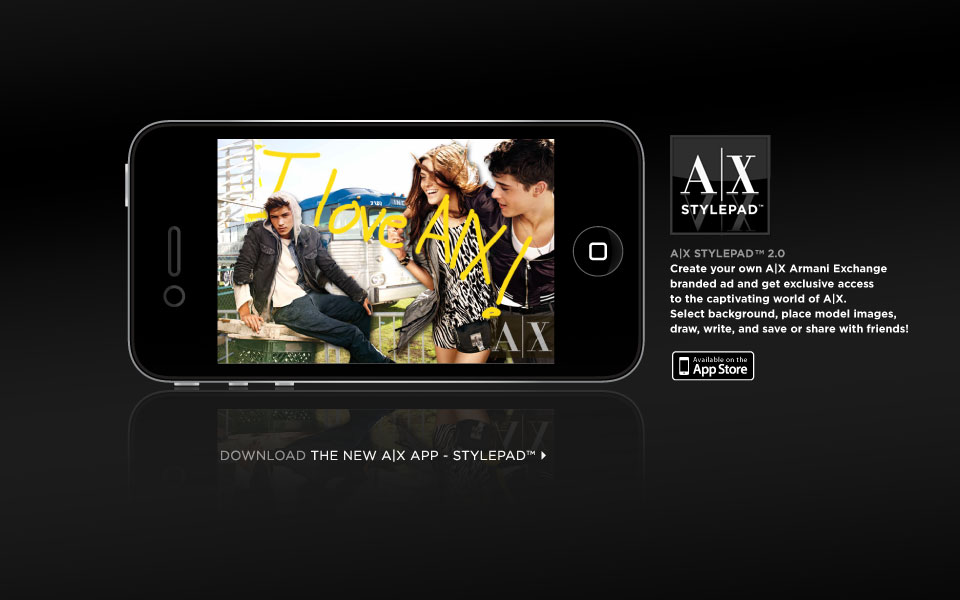 I love A|X!
A|X
A|X
STYLEPAD™
A|X STYLEPAD™ 2.0
Create your own A|X Armani Exchange
branded ad and get exclusive access
to the captivating world of A|X.
Select background, place model images,
draw, write, and save or share with friends!
Available on the
App Store
DOWNLOAD THE NEW A|X APP - STYLEPAD™